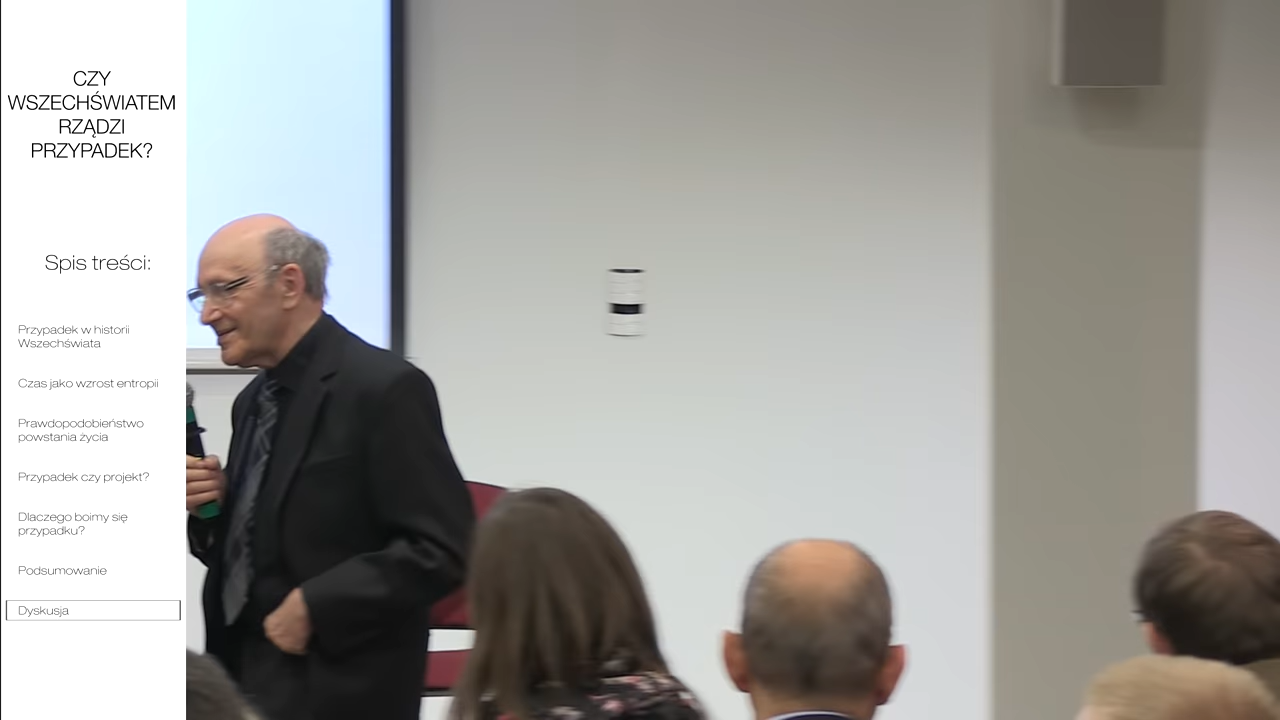 CZY
WSZECHŚWIATEM
RZĄDZI
PRZYPADEK?
Spis treści:
Przypadek w historii
Wszechświata
Czas jako wzrost entropii
Prawdopodobieństwo
powstania życia
Przypadek czy projekt?
Dlaczego boimy się
przypadku?
Podsumowanie
Dyskusja